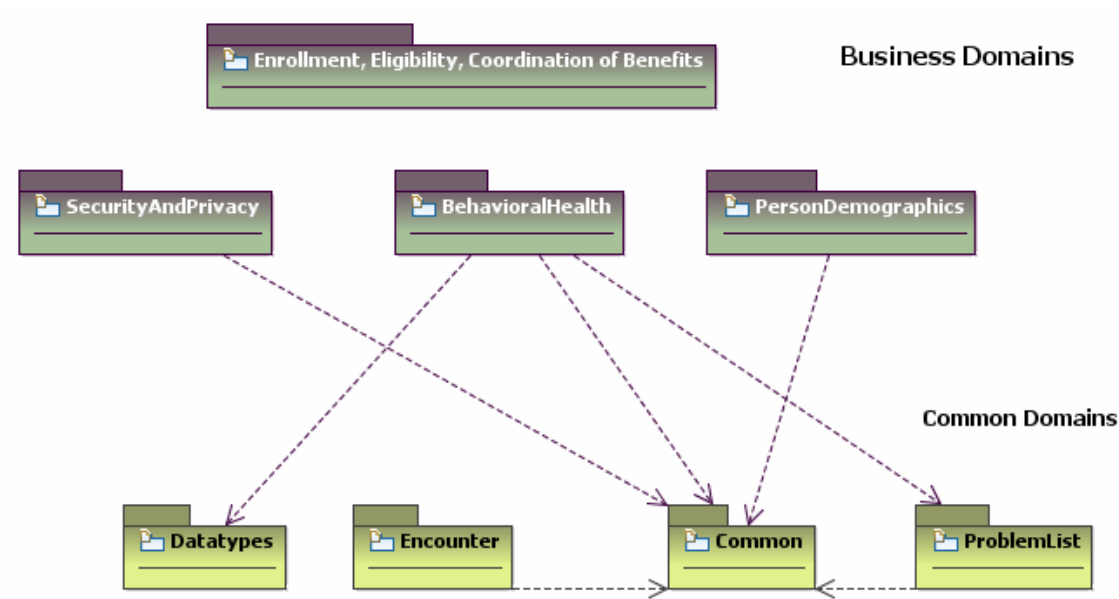 Enrollment, Eligibility, Coordination of Benefits
Business Domains
SecurityAndPrivacy
BehavioralHealth
PersonDemographics
Common Domains
Datatypes
Encounter
Common
ProblemList